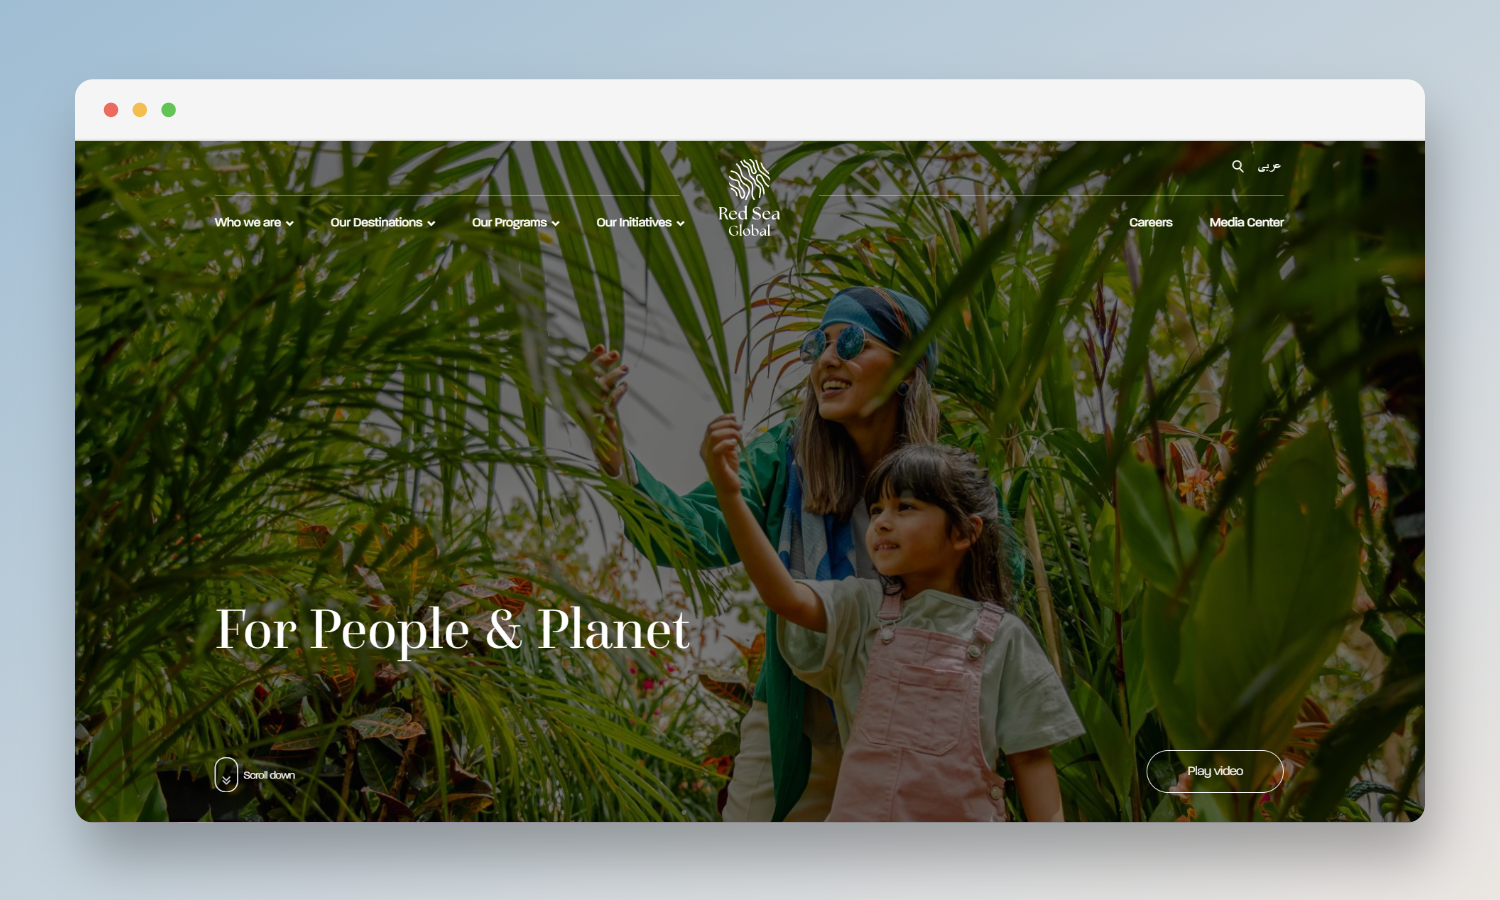 عربي
Who we are
Our Destinations
Our Programs
Our Initiatives
Red Sea
Global
Careers
Media Center
For People & Planet
Scroll down
Play video